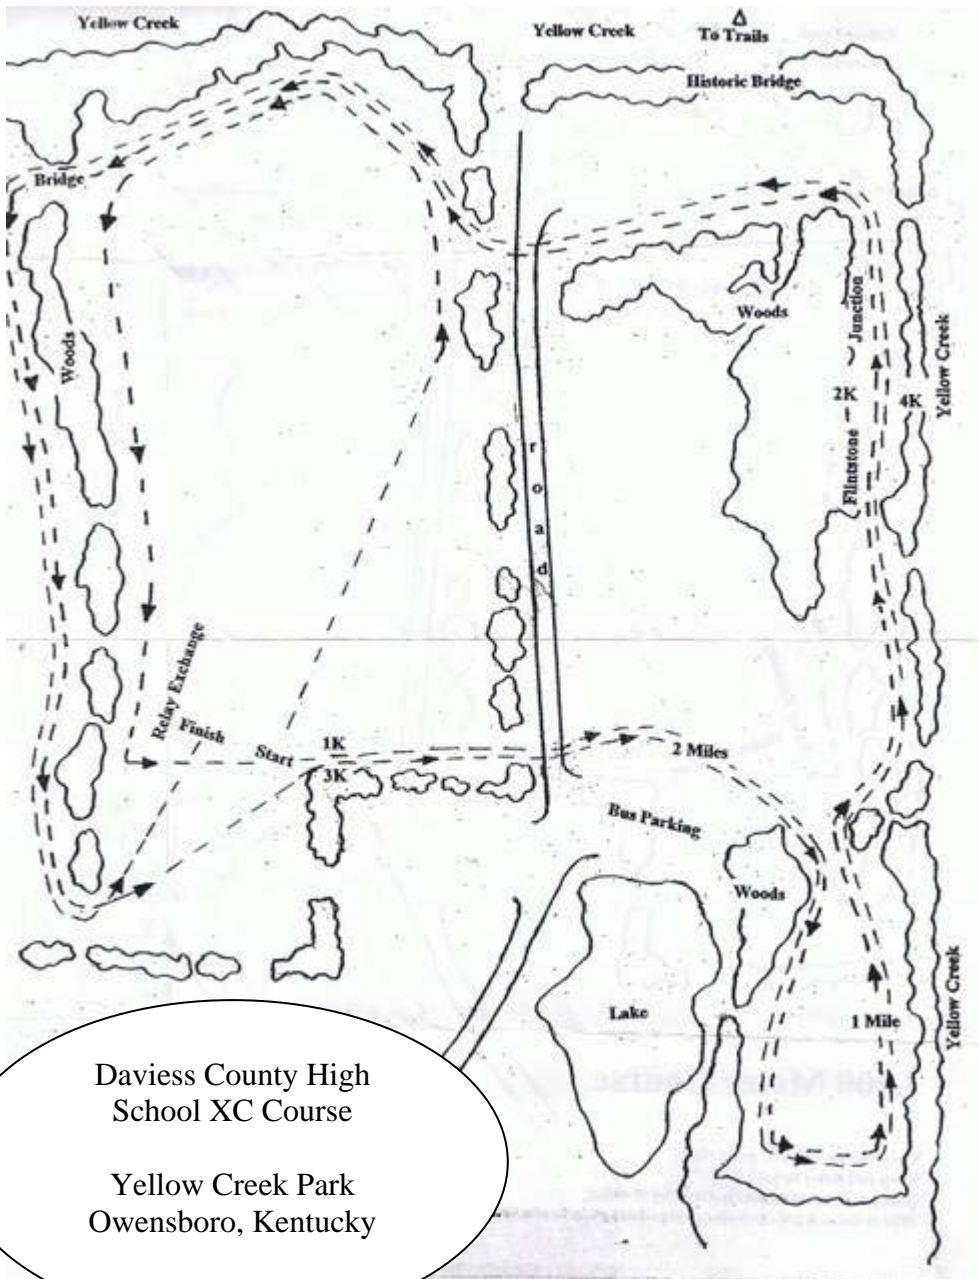 Yellow Creek
Yellow Creek
To Trails
Historic Bridge
Bridge
Woods
Woods
Junction
Flintstone
2K
4K
Yellow Creek
road
Relay Exchange
Finish
Start
1K
3K
2 Miles
Bus Parking
Woods
Lake
1 Mile
Yellow Creek
Daviess County High
School XC Course
Yellow Creek Park
Owensboro, Kentucky